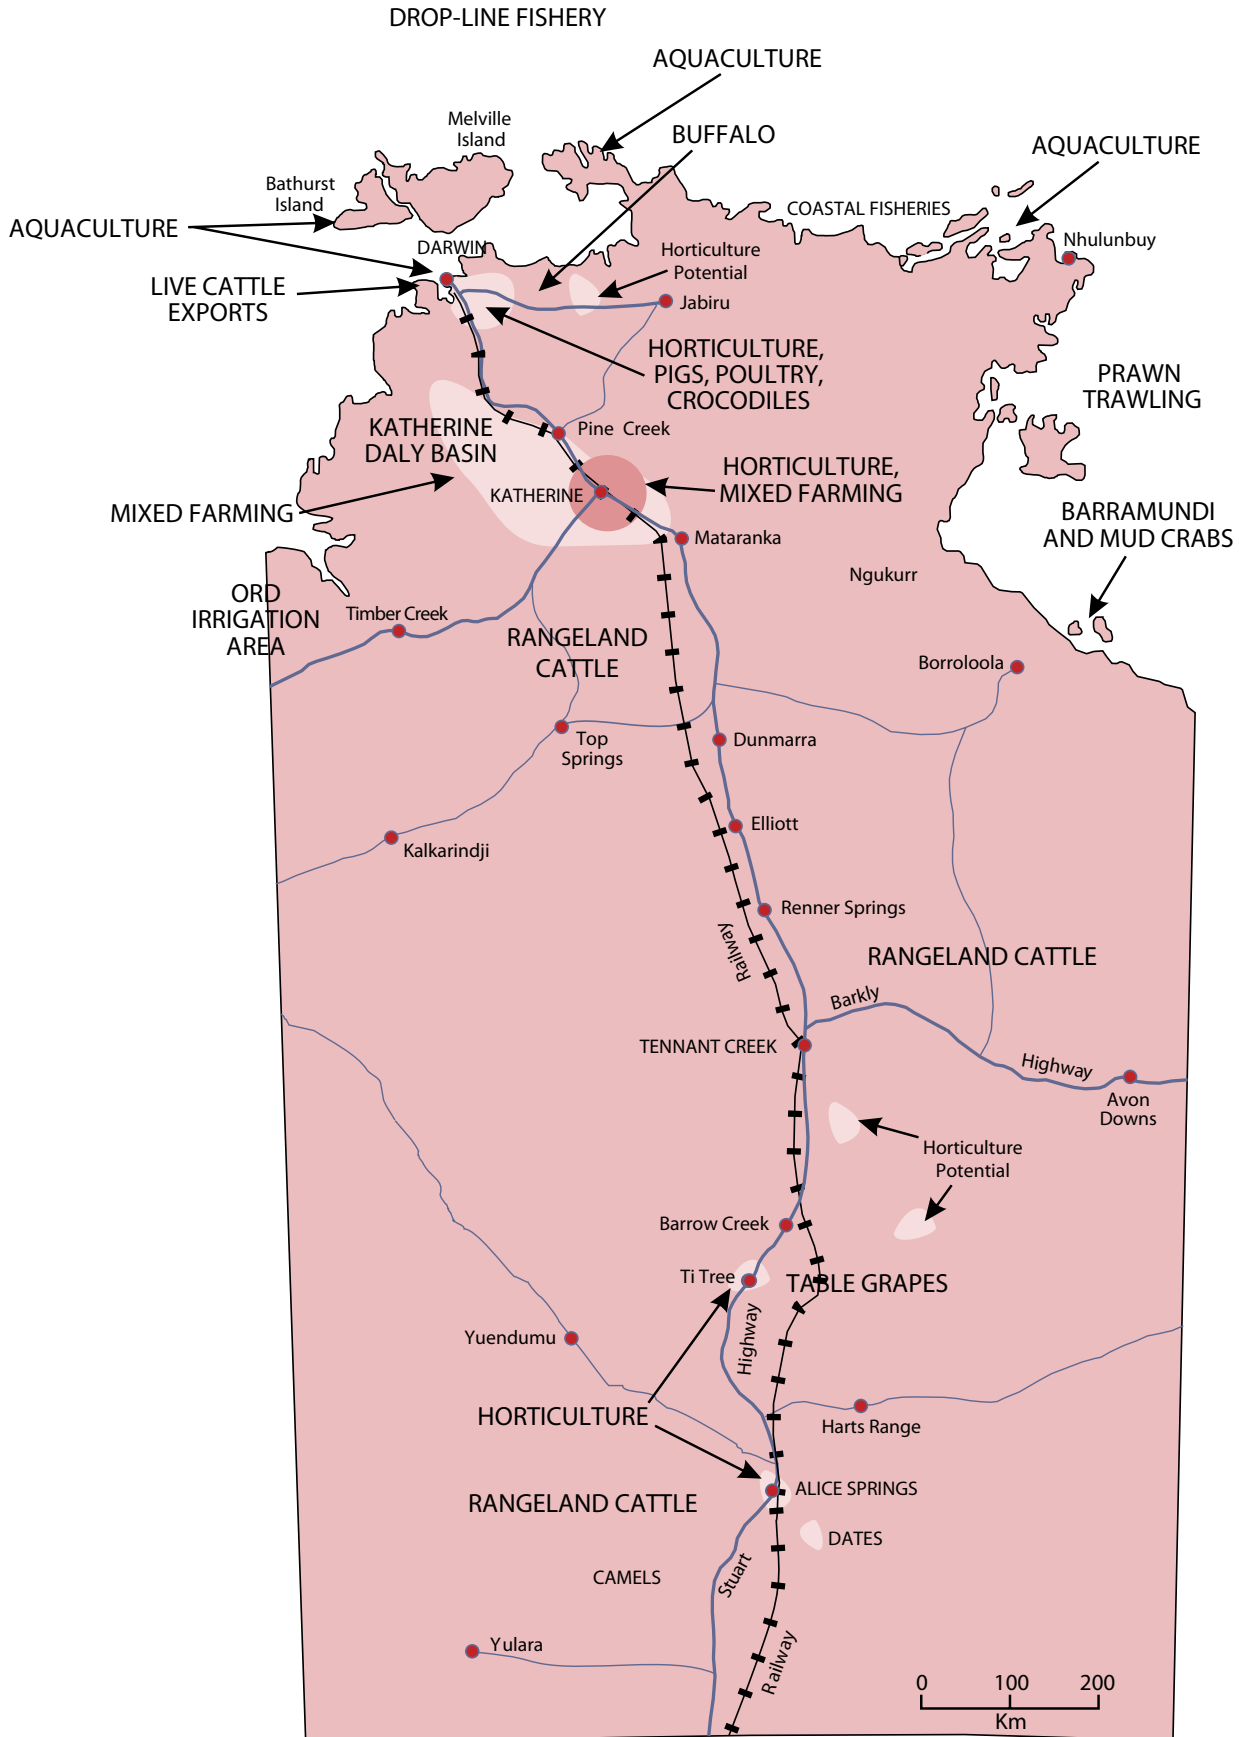 DROP-LINE FISHERY
AQUACULTURE
Melville
Island
BUFFALO
AQUACULTURE
Bathurst
Island
COASTAL FISHERIES
AQUACULTURE
DARWIN
Nhulunbuy
Horticulture
Potential
LIVE CATTLE
EXPORTS
Jabiru
HORTICULTURE,
PIGS, POULTRY,
CROCODILES
PRAWN
TRAWLING
KATHERINE
DALY BASIN
Pine Creek
HORTICULTURE,
MIXED FARMING
KATHERINE
MIXED FARMING
BARRAMUNDI
AND MUD CRABS
Mataranka
Ngukurr
ORD
IRRIGATION
AREA
Timber Creek
RANGELAND
CATTLE
Borroloola
Top
Springs
Dunmarra
Elliott
Kalkarindji
Renner Springs
Railway
RANGELAND CATTLE
Barkly
TENNANT CREEK
Highway
Avon
Downs
Horticulture
Potential
Barrow Creek
Ti Tree
TABLE GRAPES
Highway
Yuendumu
HORTICULTURE
Harts Range
RANGELAND CATTLE
ALICE SPRINGS
DATES
CAMELS
Stuart
Yulara
Railway
0 100 200
Km